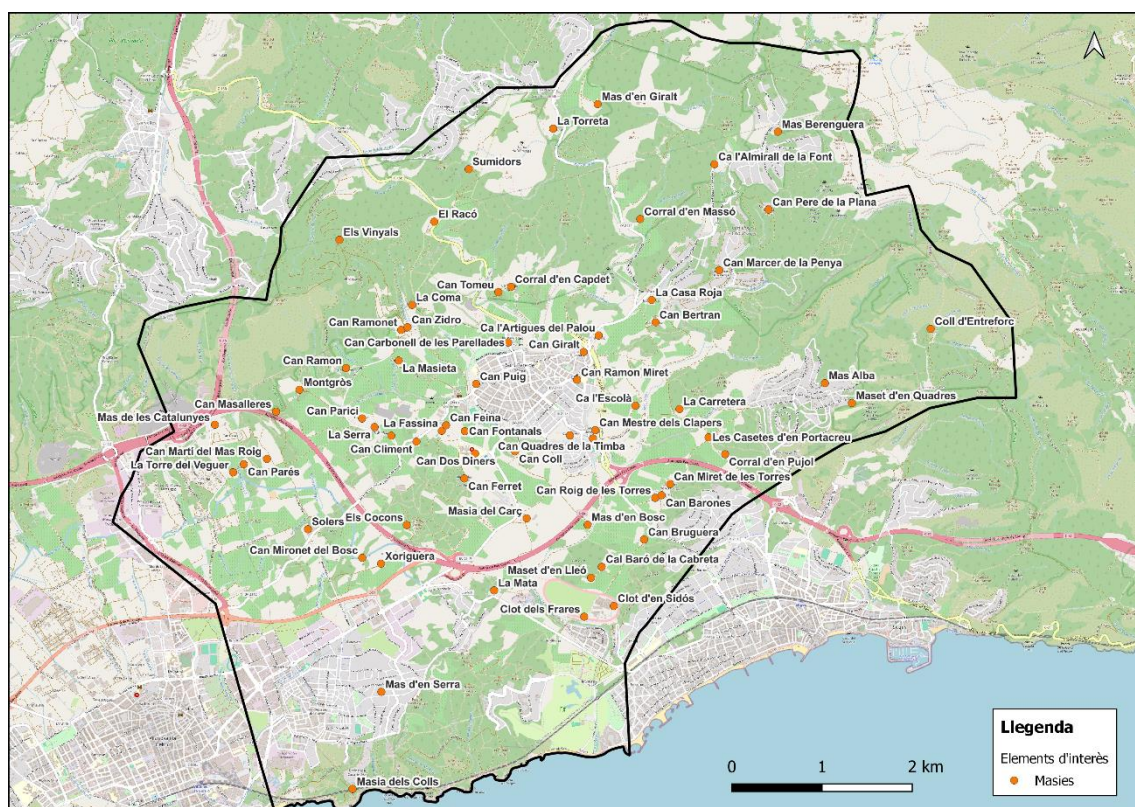 Mas d'en Giralt
La Torreta
Mas Berenguera
Ca l'Almirall de la Font
Sumidors
Can Pere de la Plana
El Racó
Corral d'en Massó
Els Vinyals
Can Marcer de la Penya
Corral d'en Capdet
Can Tomeu
La Casa Roja
La Coma
Can Bertran
Can Ramonet
Can Zidro
Ca l'Artigues del Palou
Coll d'Entreforc
Can Carbonell de les Parellades
Can Giralt
La Masieta
Can Ramon
Can Puig
Can Ramon Miret
Mas Alba
Montgròs
Maset d'en Quadres
Can Masalleres
Ca l'Escolà
La Carretera
Mas de les Catalunyes
Can Parici
La Fassina
Can Feina
La Serra
Can Fontanals
Can Mestre dels Clapers
Can Climent
Can Quadres de la Timba
Les Casetes d'en Portacreu
Can Martí del Mas Roig
Can Dos Diners
Can Coll
Corral d'en Pujol
La Torre del Veguer
Can Parés
Can Ferret
Can Miret de les Torres
Can Roig de les Torres
Can Barones
Masia del Carç
Solers
Els Cocons
Mas d'en Bosc
Can Bruguera
Can Mironet del Bosc
Xoriguera
Cal Baró de la Cabreta
Maset d'en Lleó
La Mata
Clot d'en Sidós
Clot dels Frares
Mas d'en Serra
Masia dels Colls
Llegenda
Elements d'interès
Masies
0 1 2 km